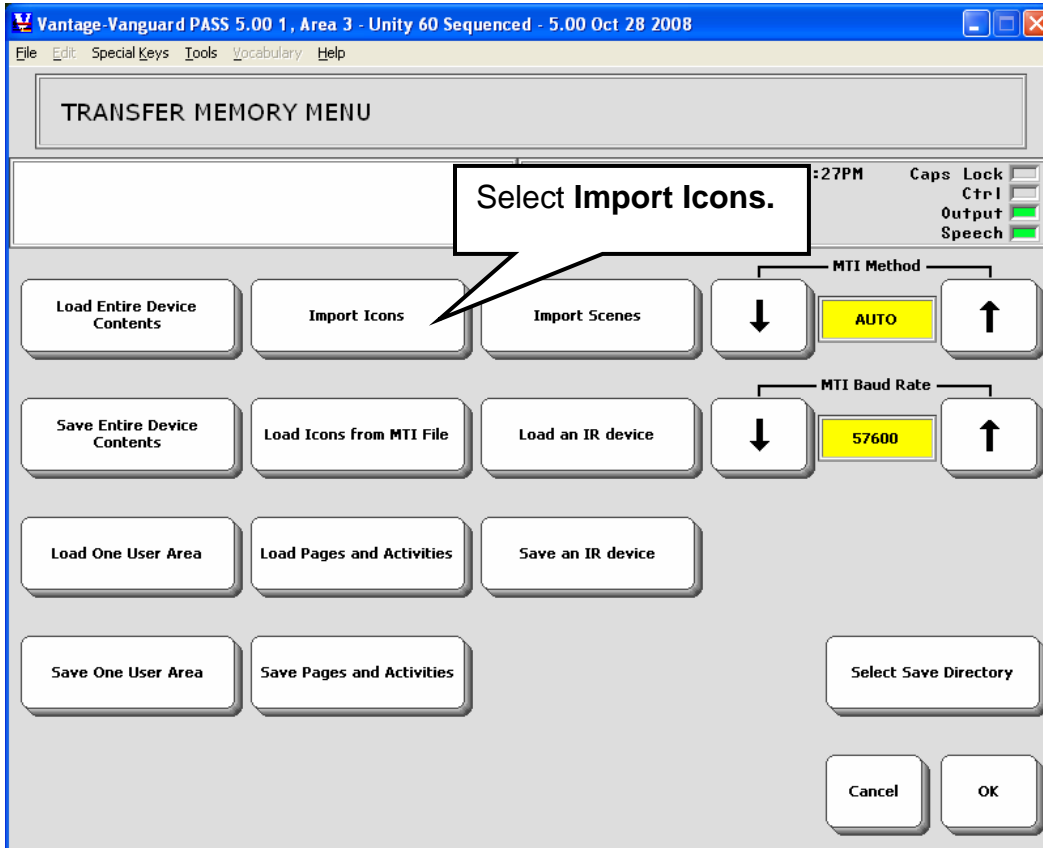 Vantage-Vanguard PASS 5.00 1, Area 3 - Unity 60 Sequenced - 5.00 Oct 28 2008
File Edit Special Keys Tools Vocabulary Help
TRANSFER MEMORY MENU
Select Import Icons.
:27PM
Caps Lock
Ctrl
Output
Speech
MTI Method
Load Entire Device
Contents
Import Icons
Import Scenes
↓
AUTO
↑
MTI Baud Rate
Save Entire Device
Contents
Load Icons from MTI File
Load an IR device
↓
57600
↑
Load One User Area
Load Pages and Activities
Save an IR device
Save One User Area
Save Pages and Activities
Select Save Directory
Cancel
OK